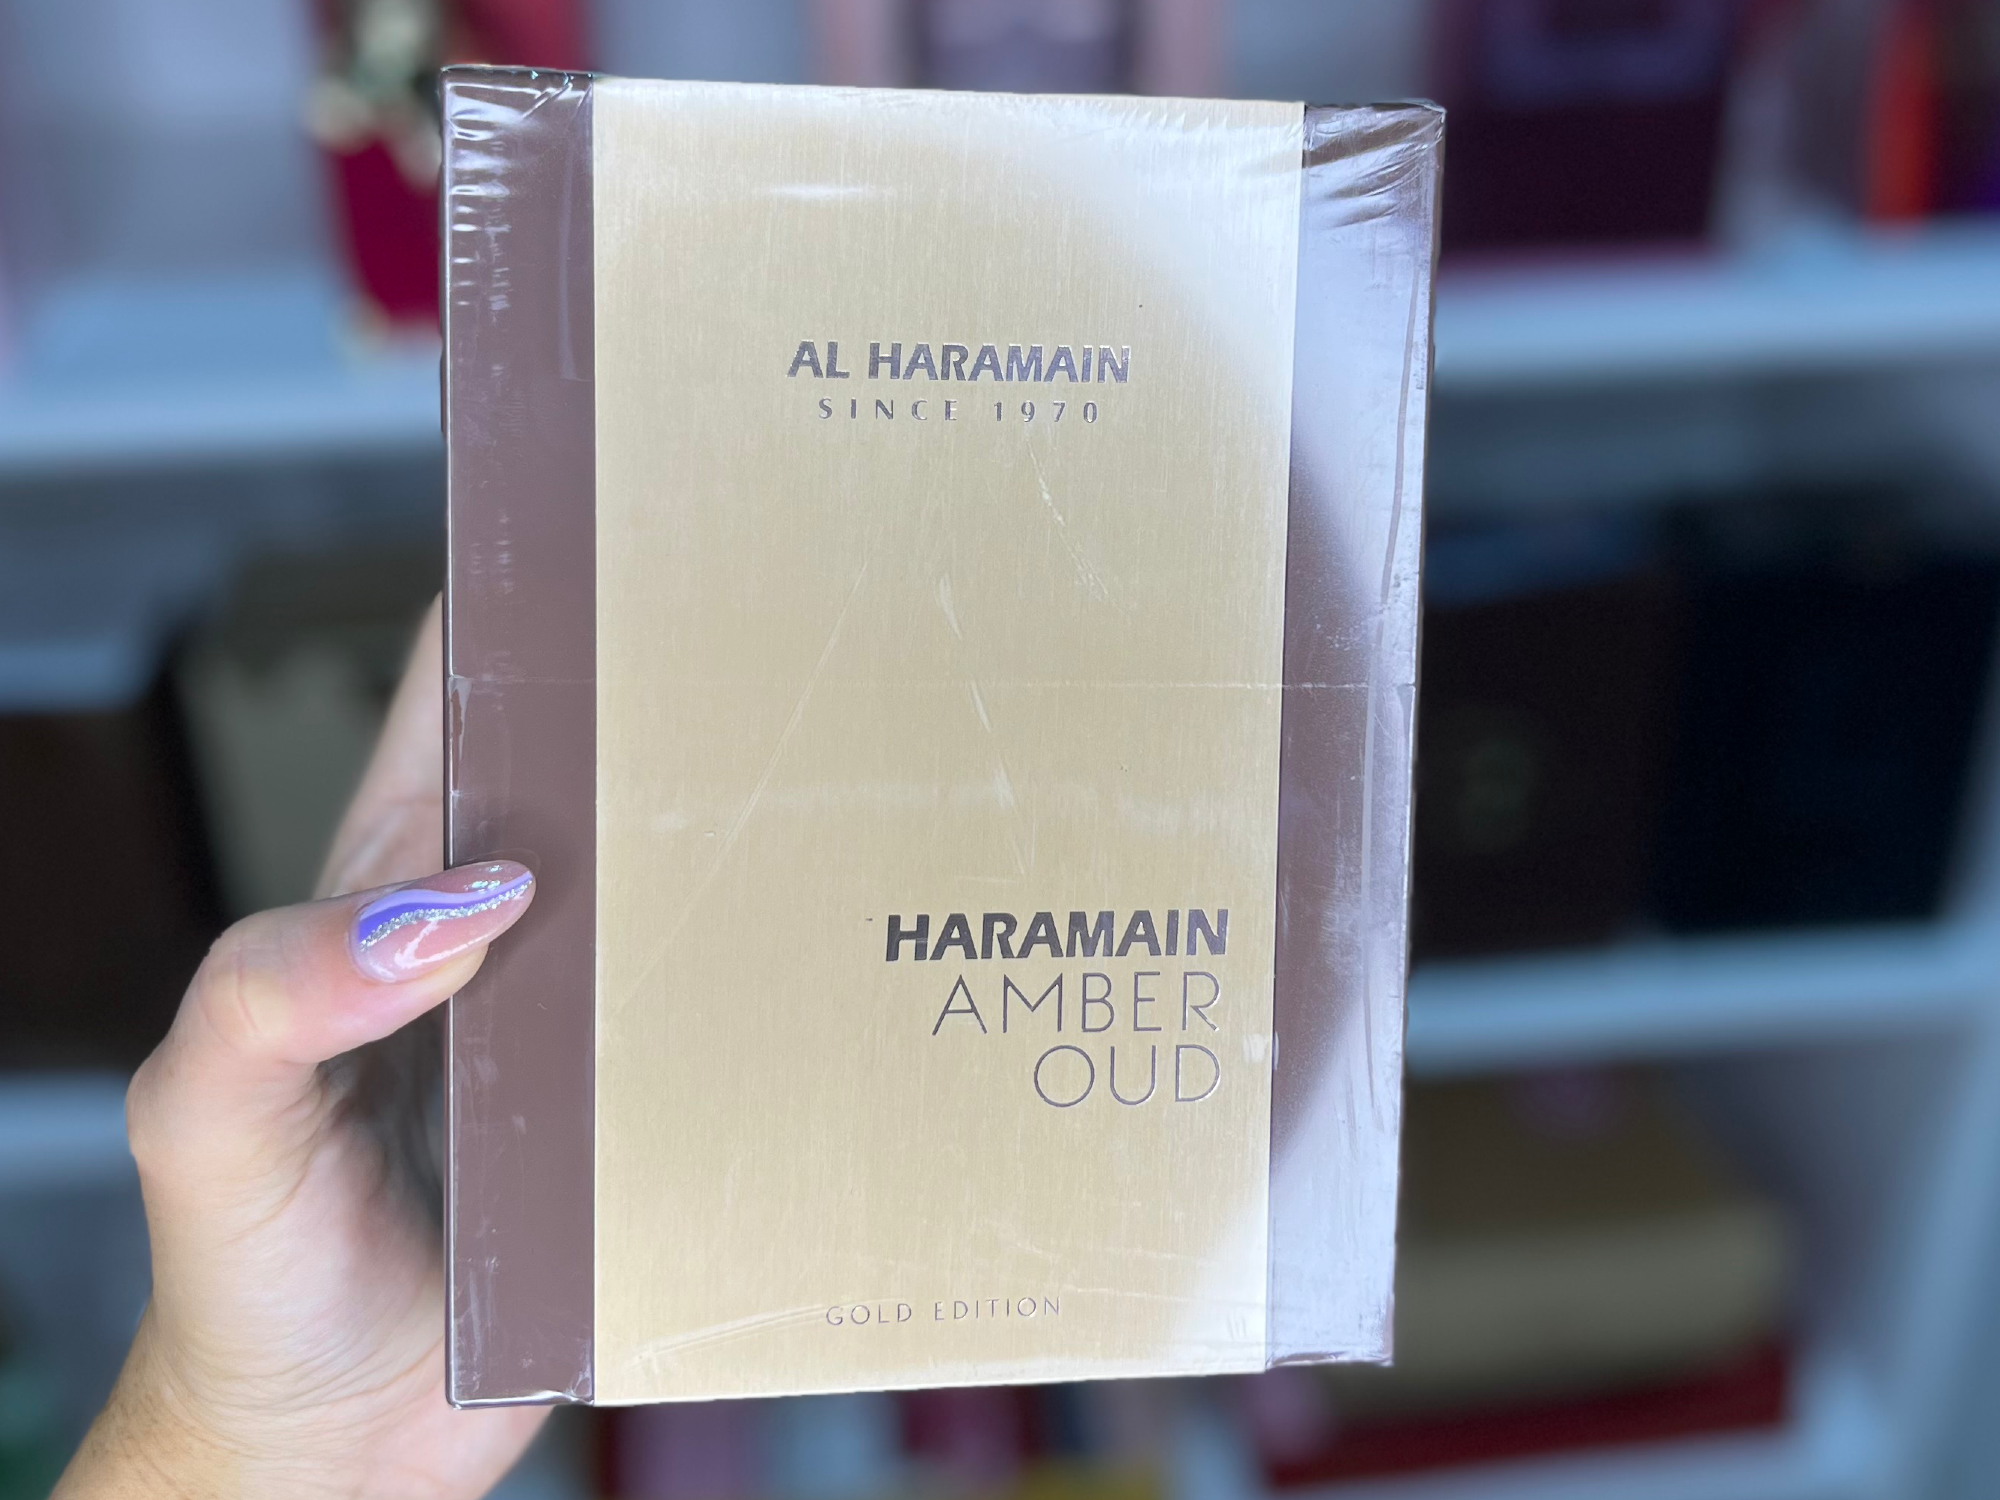 AL HARAMAIN
SINCE 1970
HARAMAIN
AMBER
OUD
GOLD EDITION